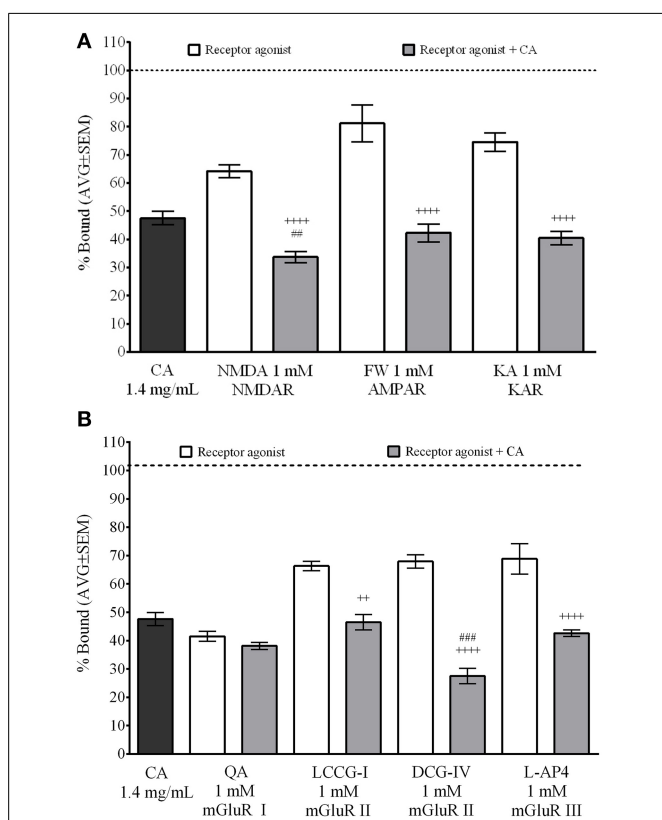 A
Receptor agonist
Receptor agonist + CA
% Bound (AVG±SEM)
110
100
90
80
70
60
50
40
30
20
10
0
++++
##
++++
++++
CA
1.4 mg/mL
NMDA 1 mM
NMDAR
FW 1 mM
AMPAR
KA 1 mM
KAR
B
Receptor agonist
Receptor agonist + CA
% Bound (AVG±SEM)
110
100
90
80
70
60
50
40
30
20
10
0
++
###
++++
++++
CA
1.4 mg/mL
QA
1 mM
mGluR I
LCCG-I
1 mM
mGluR II
DCG-IV
1 mM
mGluR II
L-AP4
1 mM
mGluR III